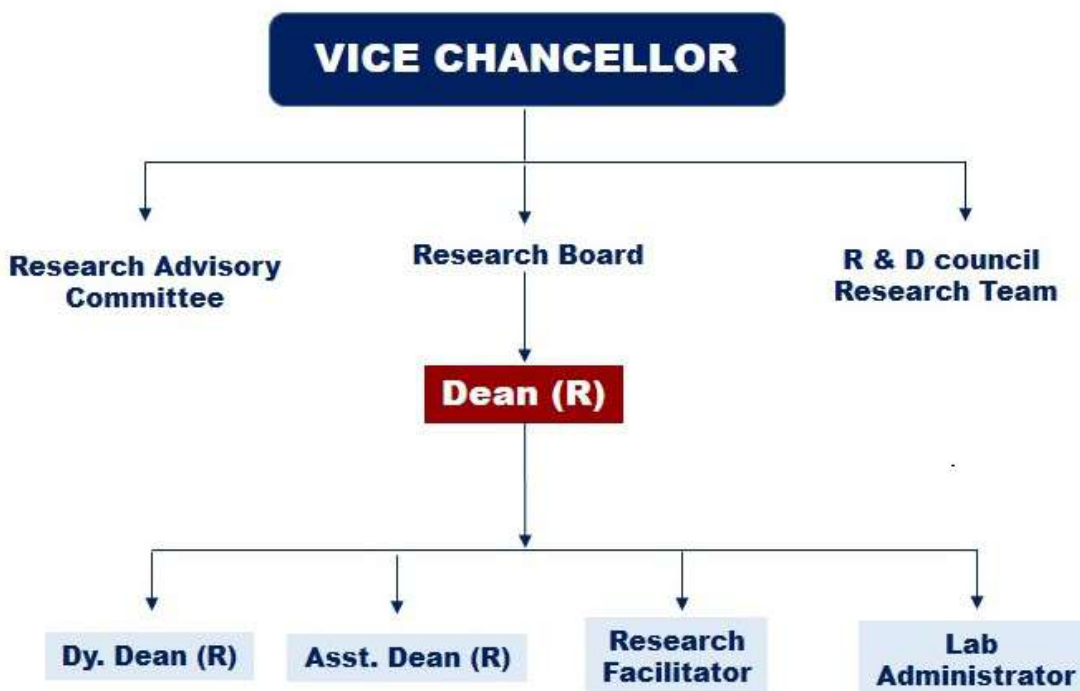 VICE CHANCELLOR
Research Advisory
Committee
Research Board
R & D council
Research Team
Dean (R)
Dy. Dean (R)
Asst. Dean (R)
Research
Facilitator
Lab
Administrator